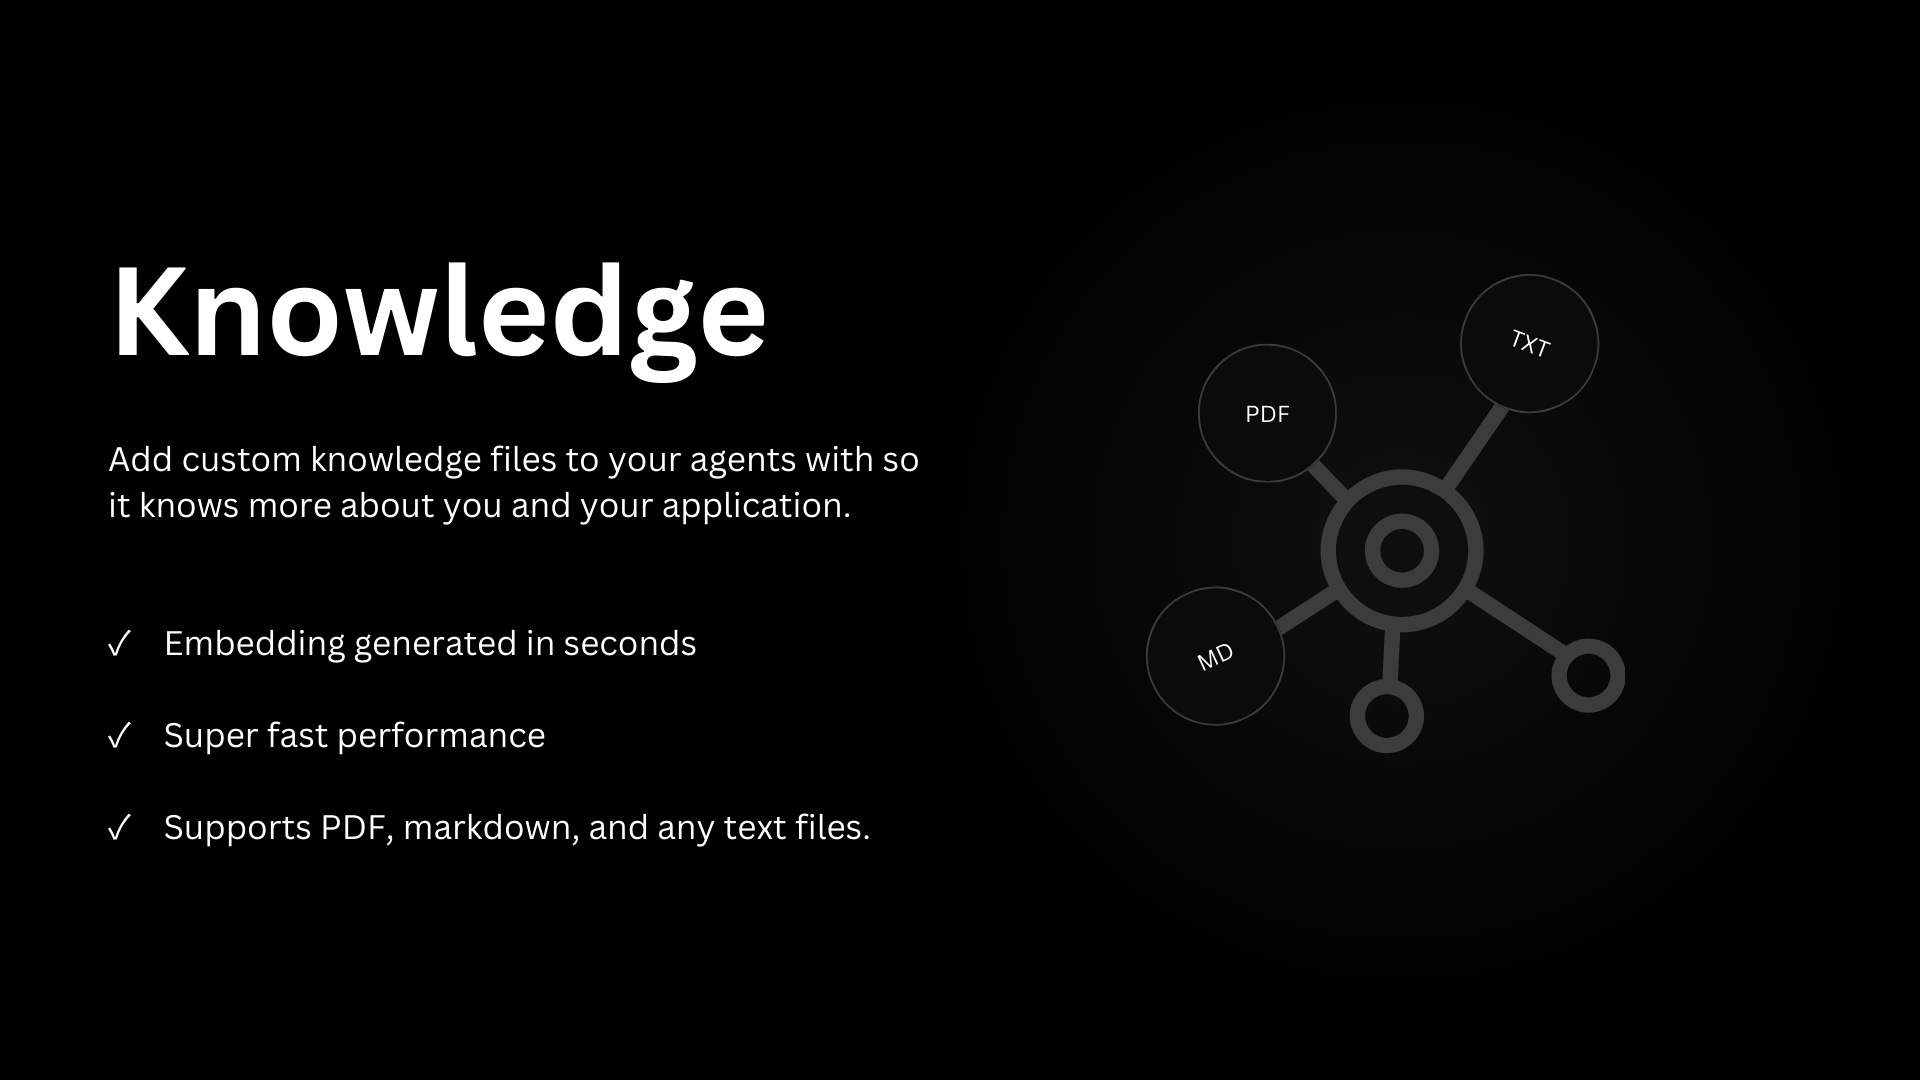 Knowledge
Add custom knowledge files to your agents with so
it knows more about you and your application.
✓ Embedding generated in seconds
✓ Super fast performance
✓ Supports PDF, markdown, and any text files.
TXT
PDF
MD